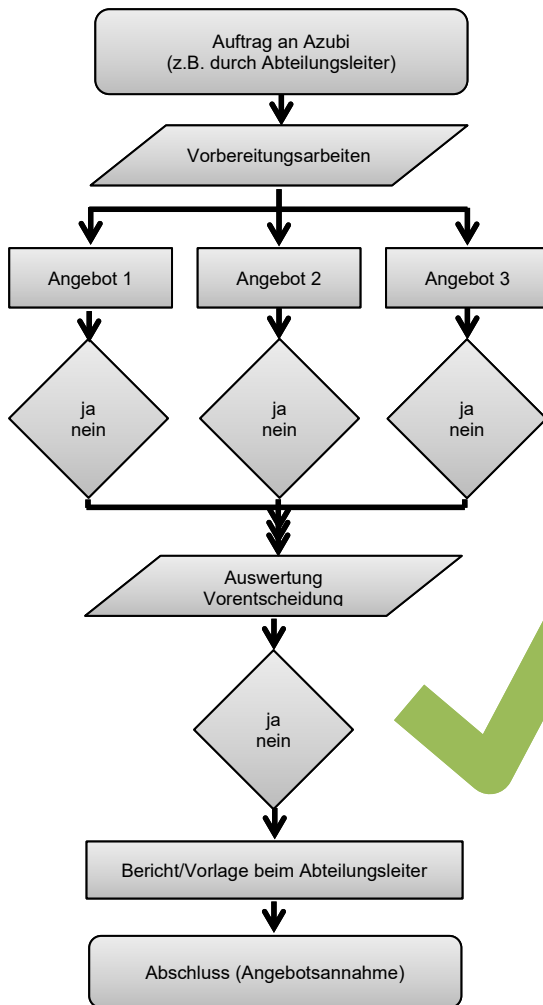 Auftrag an Azubi
(z.B. durch Abteilungsleiter)
Vorbereitungsarbeiten
Angebot 1
Angebot 2
Angebot 3
ja
nein
ja
nein
ja
nein
Auswertung
Vorentscheidung
ja
nein
Bericht/Vorlage beim Abteilungsleiter
Abschluss (Angebotsannahme)